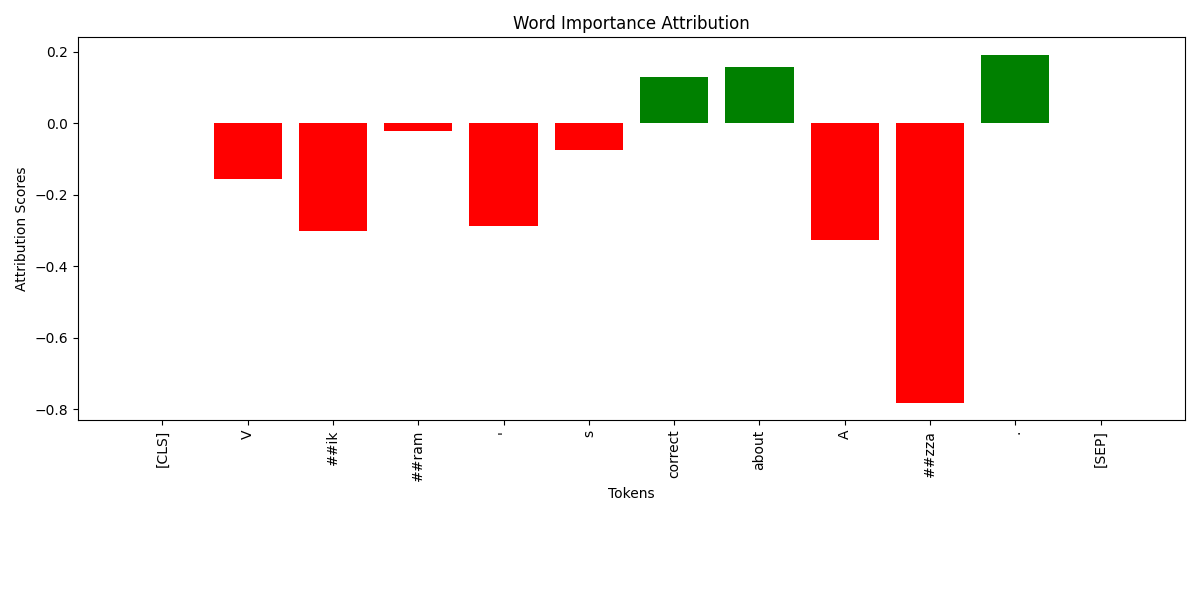 Word Importance Attribution
Attribution Scores
0.2
0.0
−0.2
−0.4
−0.6
−0.8
[CLS]
V
##ik
##ram
'
s
correct
about
A
##zza
.
[SEP]
Tokens